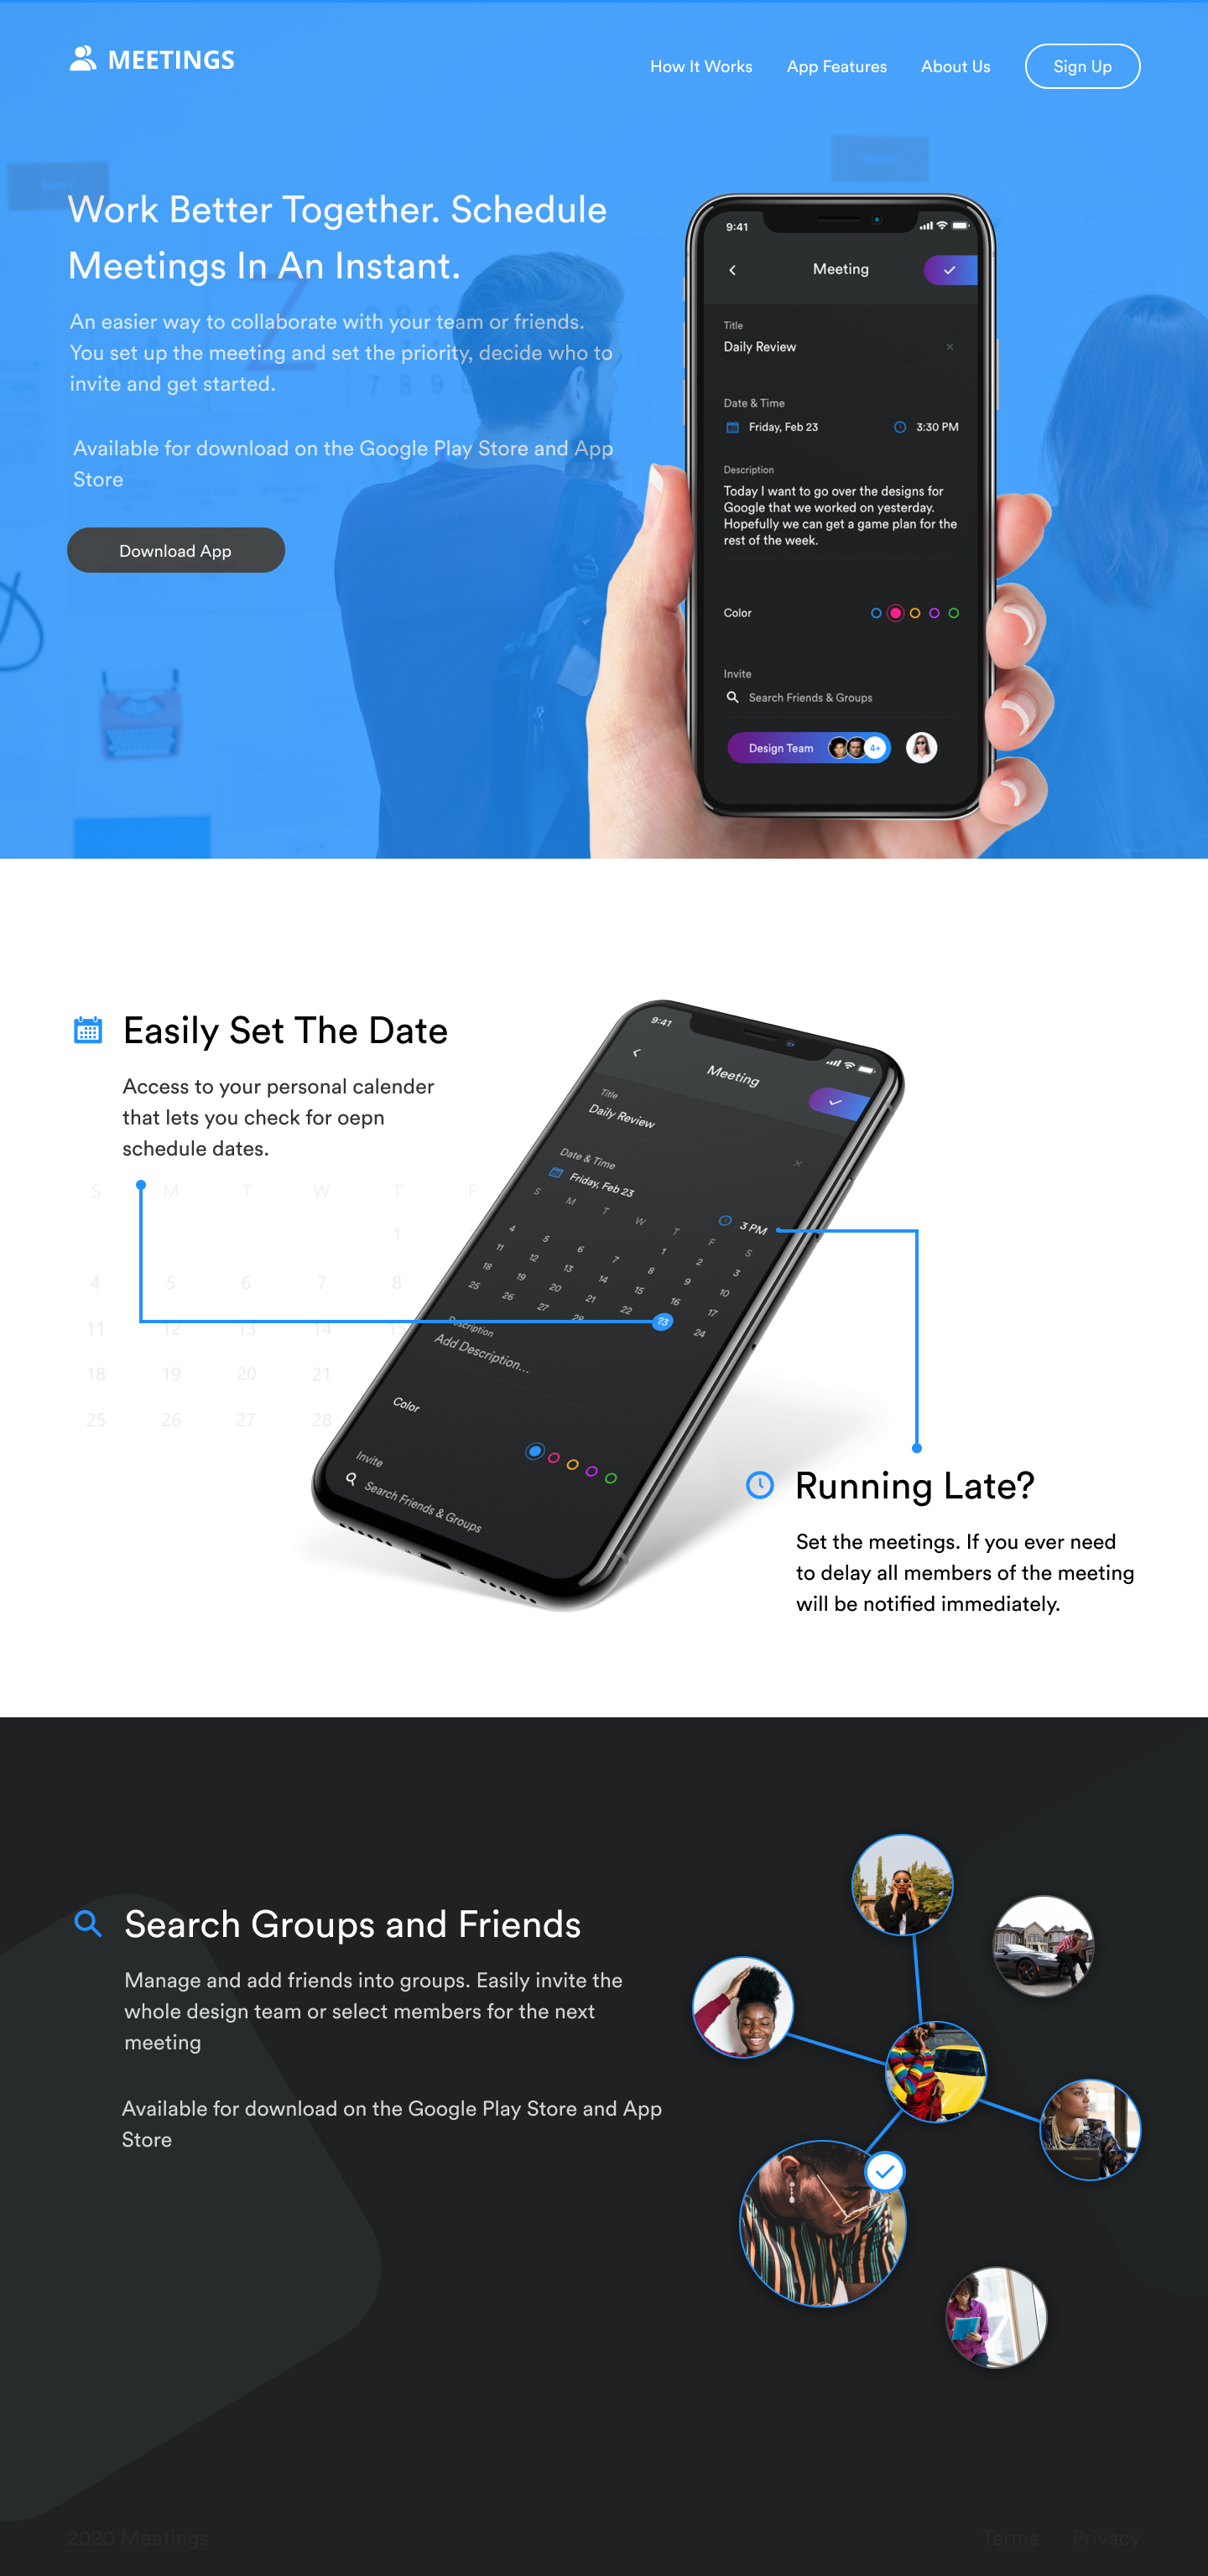 MEETINGS
How It Works App Features About Us Sign Up
Work Better Together. Schedule
Meetings In An Instant.
An easier way to collaborate with your team or friends.
You set up the meeting and set the priority, decide who to
invite and get started.
Available for download on the Google Play Store and App
Store
Download App
9:41
Meeting
Title
Daily Review
Date & Time
Friday, Feb 23 3:30 PM
Description
Today I want to go over the designs for
Google that we worked on yesterday.
Hopefully we can get a game plan for the
rest of the week.
Color
Invite
Search Friends & Groups
Design Team 4+
Easily Set The Date
Access to your personal calender
that lets you check for oepn
schedule dates.
S M T W T F
1
4 5 6 7 8
11 12 13 14 15
18 19 20 21
25 26 27 28
9:41
Meeting
Title
Daily Review
Date & Time
Friday, Feb 23
3 PM
S M T W T F S
1 2 3
4 5 6 7 8 9 10
11 12 13 14 15 16 17
18 19 20 21 22 23 24
25 26 27 28
Description
Add Description...
Color
Invite
Search Friends & Groups
Running Late?
Set the meetings. If you ever need
to delay all members of the meeting
will be notified immediately.
Search Groups and Friends
Manage and add friends into groups. Easily invite the
whole design team or select members for the next
meeting
Available for download on the Google Play Store and App
Store
2020 Meetings
Terms Privacy